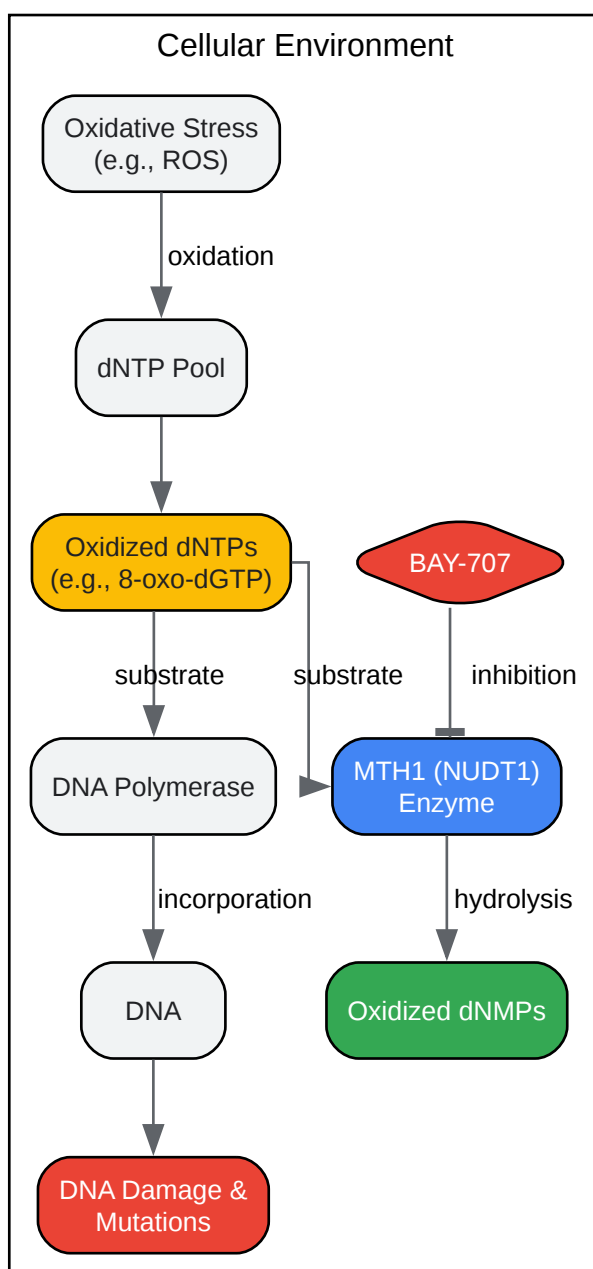 Cellular Environment
Oxidative Stress
(e.g., ROS)
oxidation
dNTP Pool
Oxidized dNTPs
(e.g., 8-oxo-dGTP)
BAY-707
substrate
substrate
inhibition
DNA Polymerase
MTH1 (NUDT1)
Enzyme
incorporation
hydrolysis
DNA
Oxidized dNMPs
DNA Damage &
Mutations